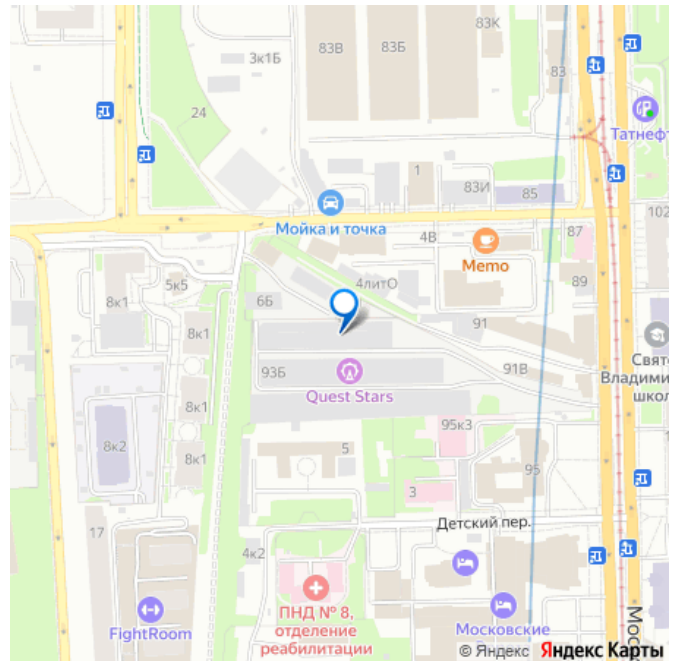 83К
83В
83Б
3к1Б
83
24
Татнефт
1
83И
85
102
Мойка и точка
4В
87
Memo
5к5
4литО
89
8к1
6Б
8к1
91
Свято
Владими
школ
93Б
91В
Quest Stars
8к1
95к3
8к2
8к1
5
95
3
17
Детский пер.
4к2
ПНД № 8,
отделение
реабилитации
FightRoom
Московские
Моск
© Яндекс Яндекс Карты